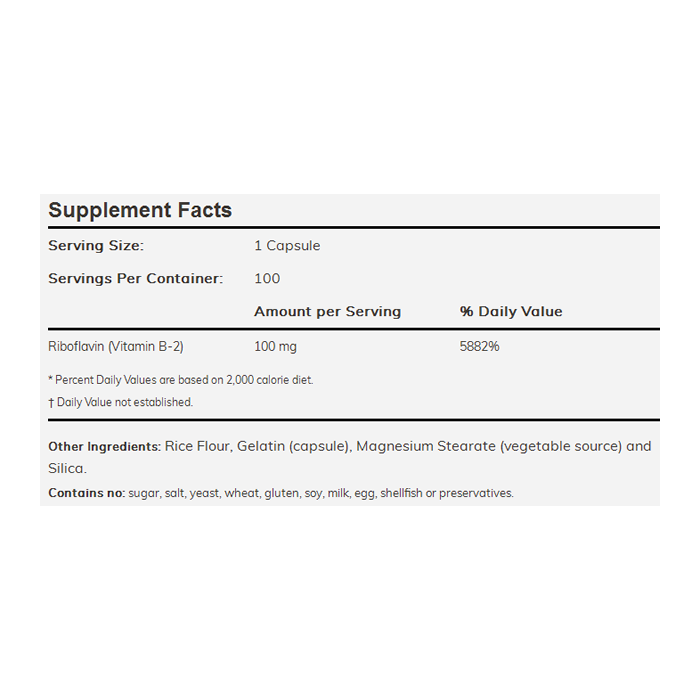 Supplement Facts
Serving Size: 1 Capsule
Servings Per Container: 100
Amount per Serving % Daily Value
Riboflavin (Vitamin B-2) 100 mg 5882%
* Percent Daily Values are based on 2,000 calorie diet.
† Daily Value not established.
Other Ingredients: Rice Flour, Gelatin (capsule), Magnesium Stearate (vegetable source) and
Silica.
Contains no: sugar, salt, yeast, wheat, gluten, soy, milk, egg, shellfish or preservatives.